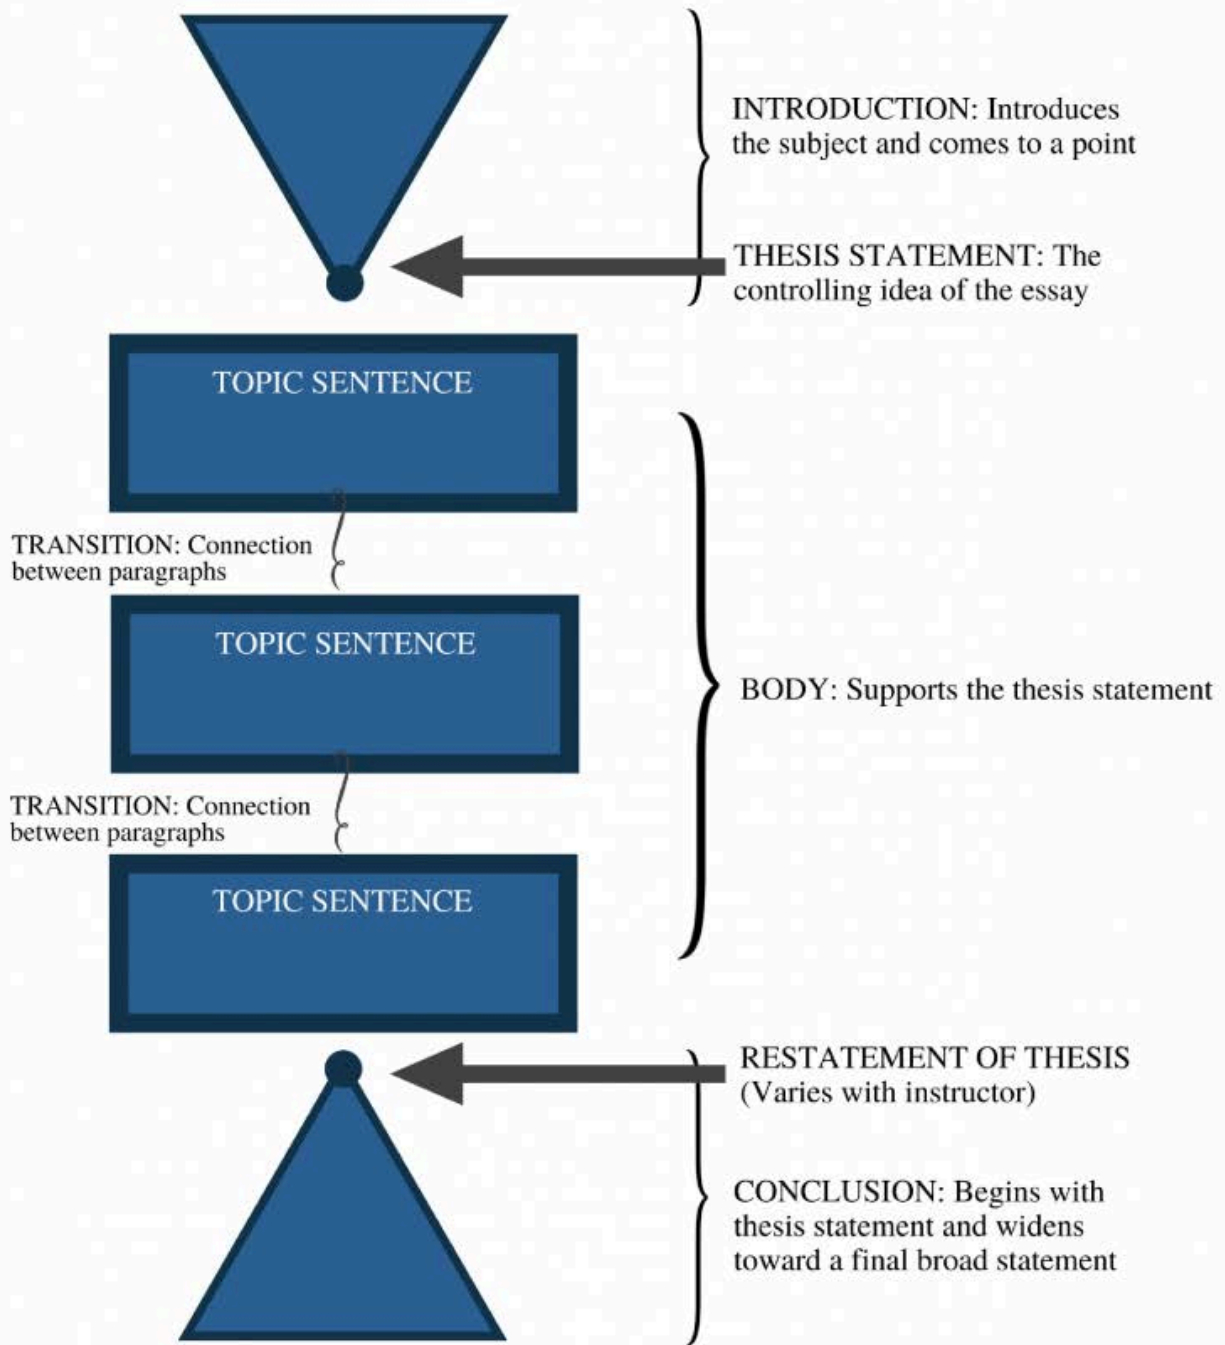 INTRODUCTION: Introduces
the subject and comes to a point
THESIS STATEMENT: The
controlling idea of the essay
TOPIC SENTENCE
TRANSITION: Connection
between paragraphs
TOPIC SENTENCE
BODY: Supports the thesis statement
TRANSITION: Connection
between paragraphs
TOPIC SENTENCE
RESTATEMENT OF THESIS
(Varies with instructor)
CONCLUSION: Begins with
thesis statement and widens
toward a final broad statement